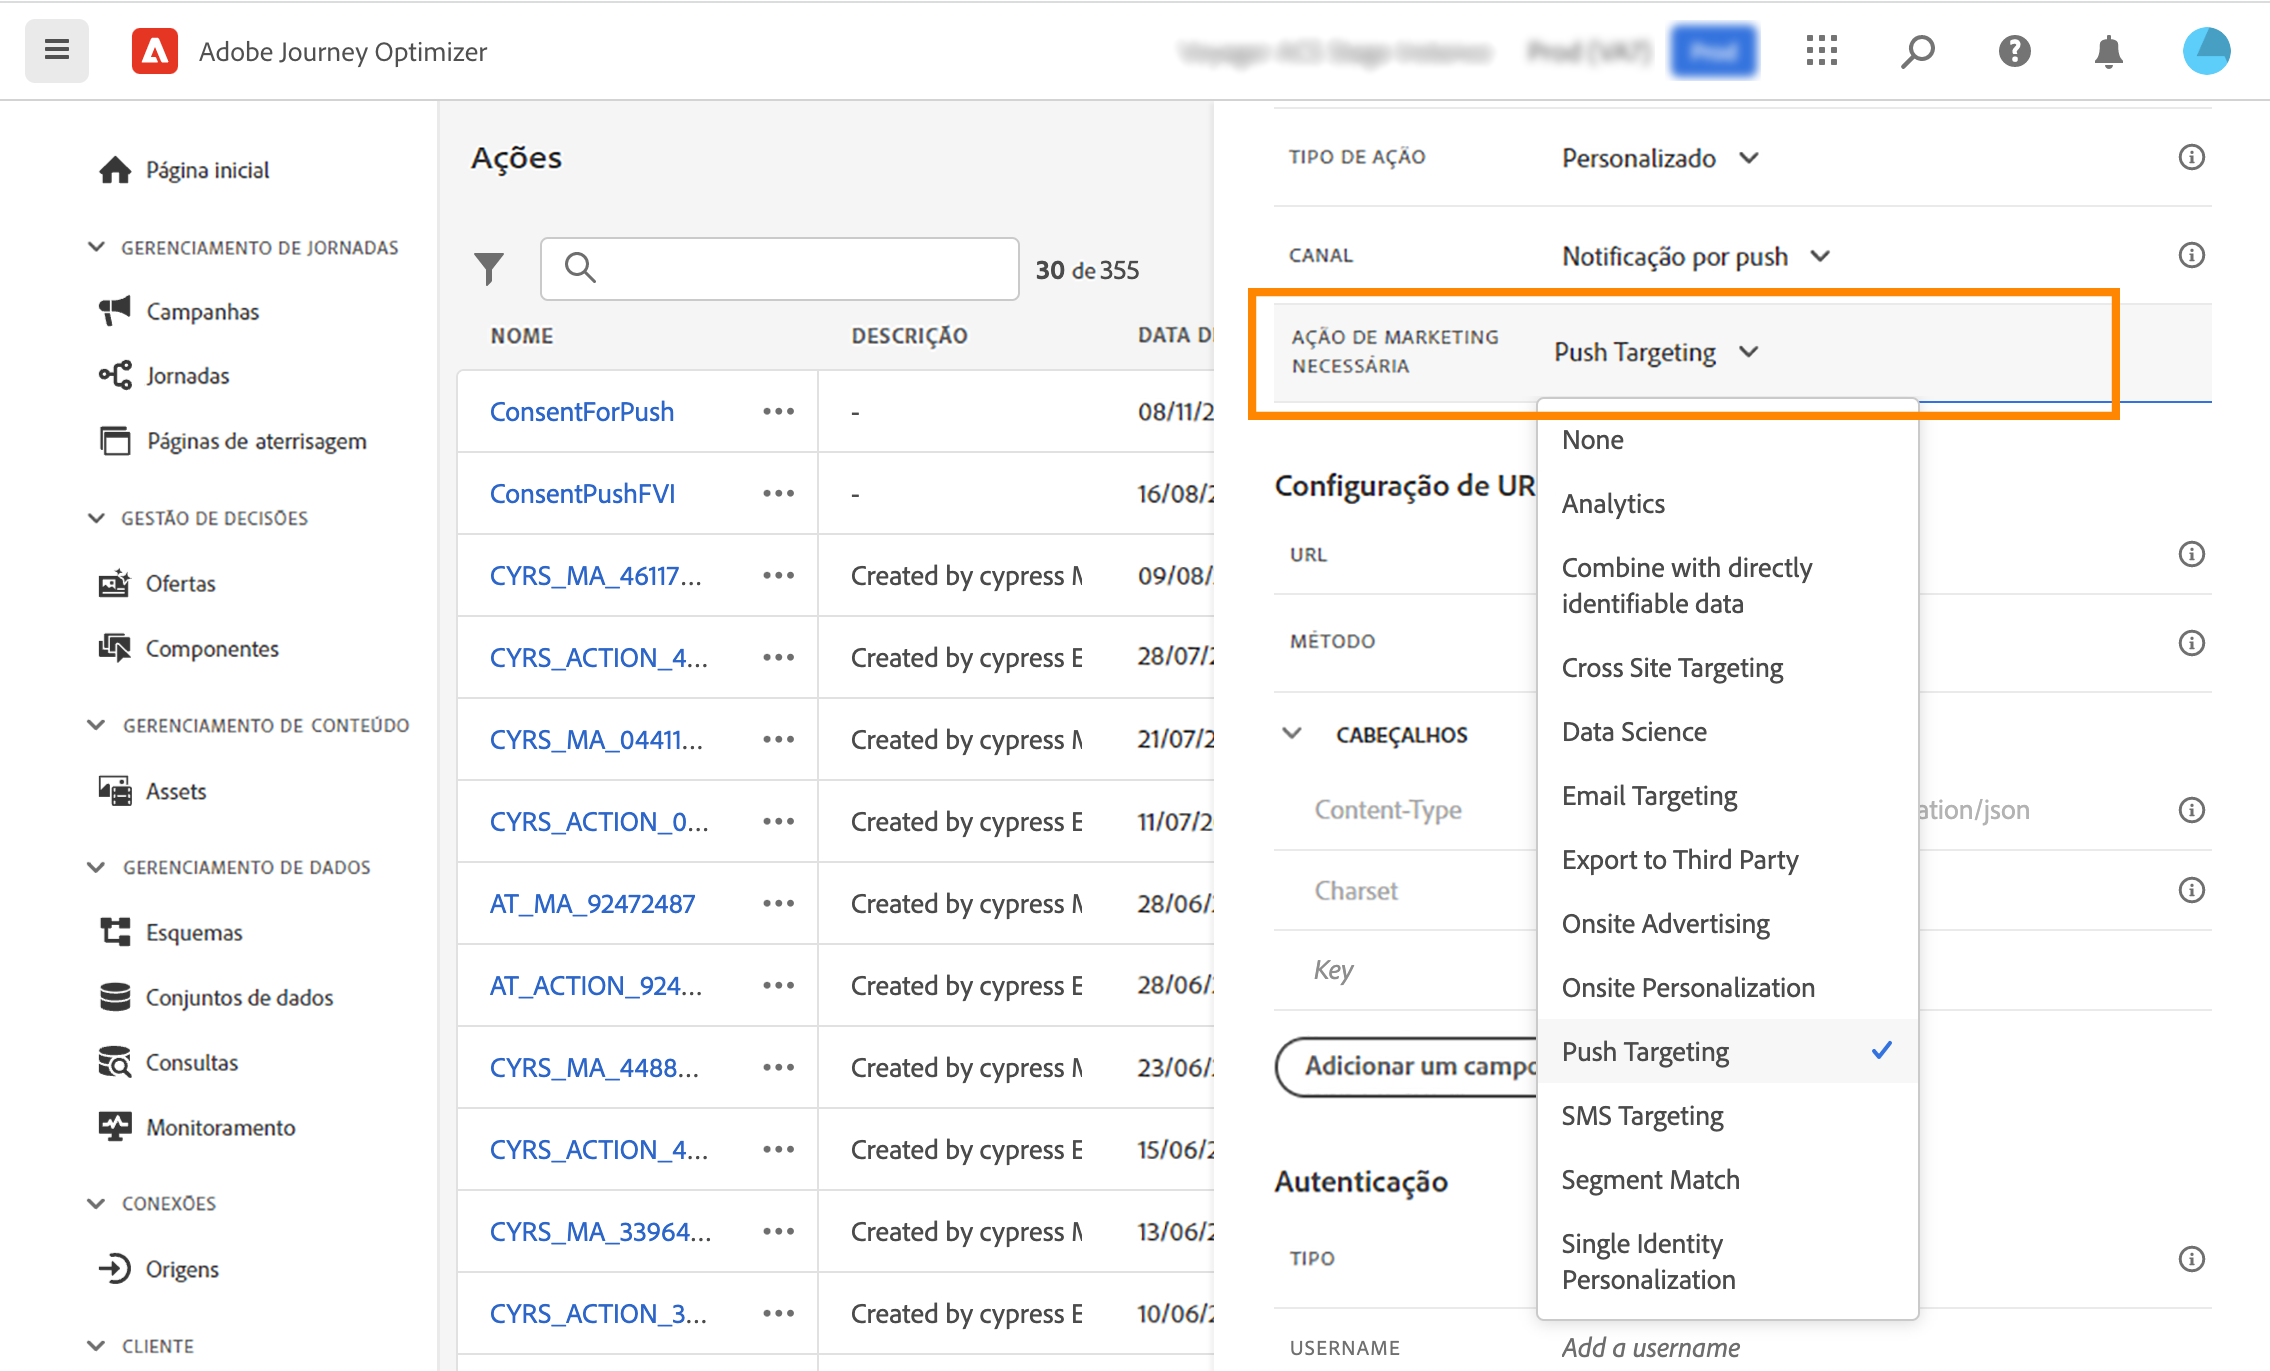 Adobe Journey Optimizer
Página inicial
GERENCIAMENTO DE JORNADAS
Campanhas
Jornadas
Páginas de aterrisagem
GESTÃO DE DECISÕES
Ofertas
Componentes
GERENCIAMENTO DE CONTEÚDO
Assets
GERENCIAMENTO DE DADOS
Esquemas
Conjuntos de dados
Consultas
Monitoramento
CONEXÕES
Origens
CLIENTE
Ações
30 de 355
NOME DESCRIÇÃO DATA DE
ConsentForPush ••• - 08/11/2
ConsentPushFVI ••• - 16/08/2
CYRS_MA_46117... ••• Created by cypress M 09/08/
CYRS_ACTION_4... ••• Created by cypress E 28/07/2
CYRS_MA_04411... ••• Created by cypress M 21/07/2
CYRS_ACTION_0... ••• Created by cypress E 11/07/2
AT_MA_92472487 ••• Created by cypress M 28/06/
AT_ACTION_924... ••• Created by cypress E 28/06/
CYRS_MA_4488... ••• Created by cypress M 23/06/
CYRS_ACTION_4... ••• Created by cypress E 15/06/2
CYRS_MA_33964... ••• Created by cypress M 13/06/2
CYRS_ACTION_3... ••• Created by cypress E 10/06/2
TIPO DE AÇÃO Personalizado
CANAL Notificação por push
AÇÃO DE MARKETING
NECESSÁRIA
Push Targeting
None
Analytics
Combine with directly
identifiable data
Cross Site Targeting
Data Science
Email Targeting
Export to Third Party
Onsite Advertising
Onsite Personalization
Push Targeting
SMS Targeting
Segment Match
Single Identity
Personalization
Configuração de UR
URL
MÉTODO
CABEÇALHOS
Content-Type ation/json
Charset
Key
Adicionar um campo
Autenticação
TIPO
USERNAME Add a username